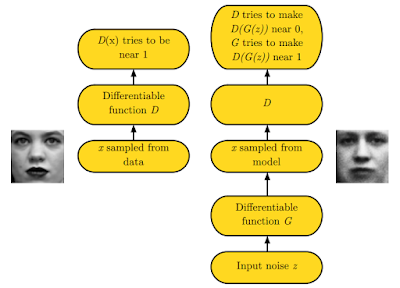 D(x) tries to be
near 1
Differentiable
function D
x sampled from
data
D tries to make
D(G(z)) near 0,
G tries to make
D(G(z)) near 1
D
x sampled from
model
Differentiable
function G
Input noise z